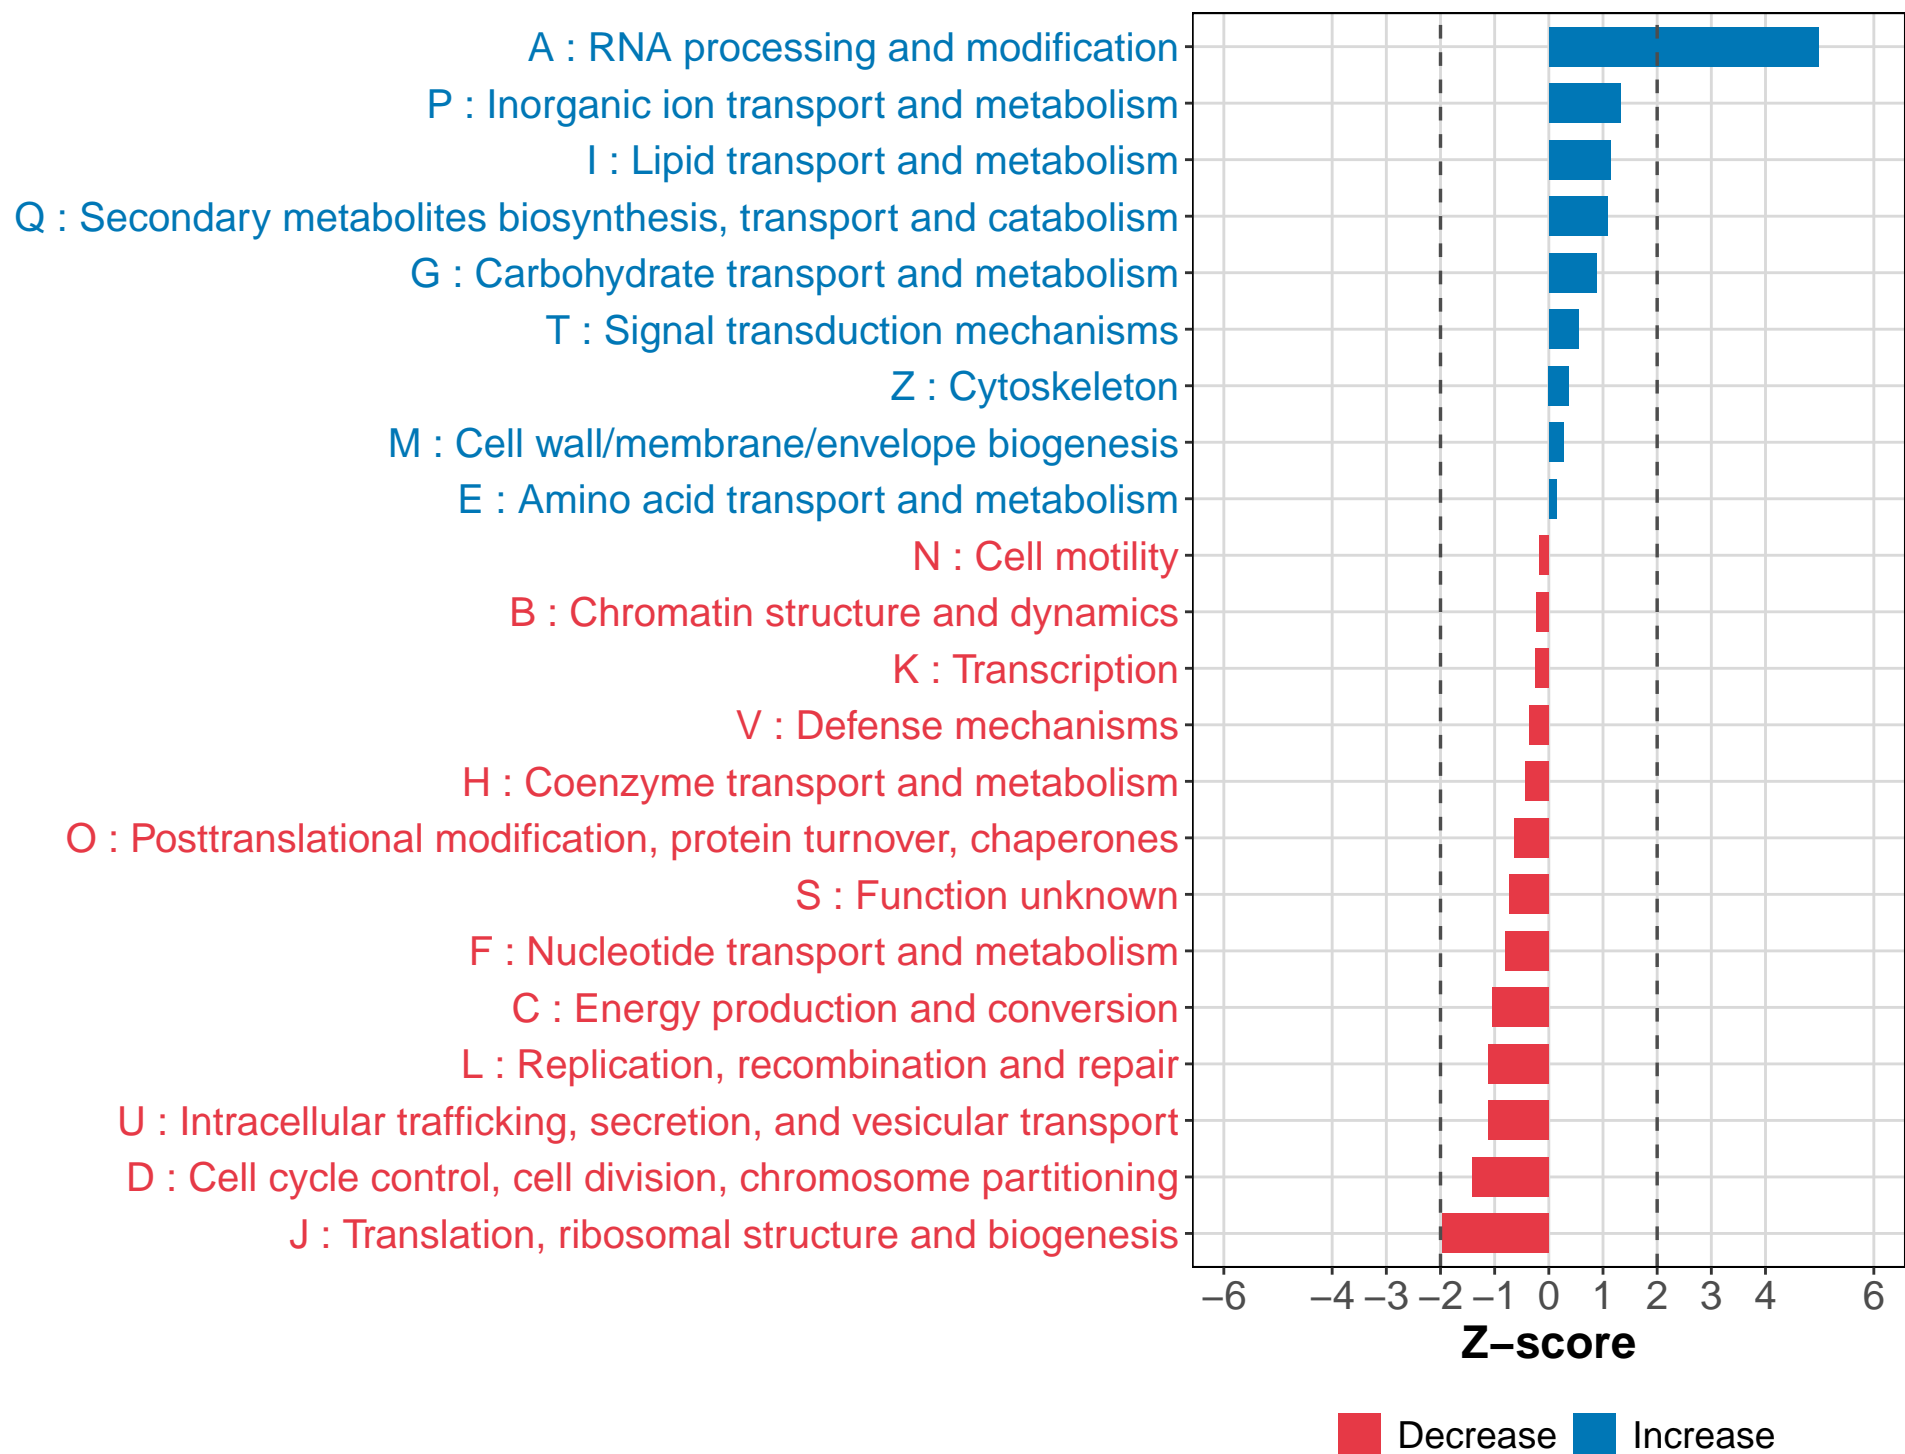 A : RNA processing and modification
P : Inorganic ion transport and metabolism
I : Lipid transport and metabolism
Q : Secondary metabolites biosynthesis, transport and catabolism
G : Carbohydrate transport and metabolism
T : Signal transduction mechanisms
Z : Cytoskeleton
M : Cell wall/membrane/envelope biogenesis
E : Amino acid transport and metabolism
N : Cell motility
B : Chromatin structure and dynamics
K : Transcription
V : Defense mechanisms
H : Coenzyme transport and metabolism
O : Posttranslational modification, protein turnover, chaperones
S : Function unknown
F : Nucleotide transport and metabolism
C : Energy production and conversion
L : Replication, recombination and repair
U : Intracellular trafficking, secretion, and vesicular transport
D : Cell cycle control, cell division, chromosome partitioning
J : Translation, ribosomal structure and biogenesis
−6 −4 −3 −2 −1 0 1 2 3 4 6
Z−score
Decrease Increase